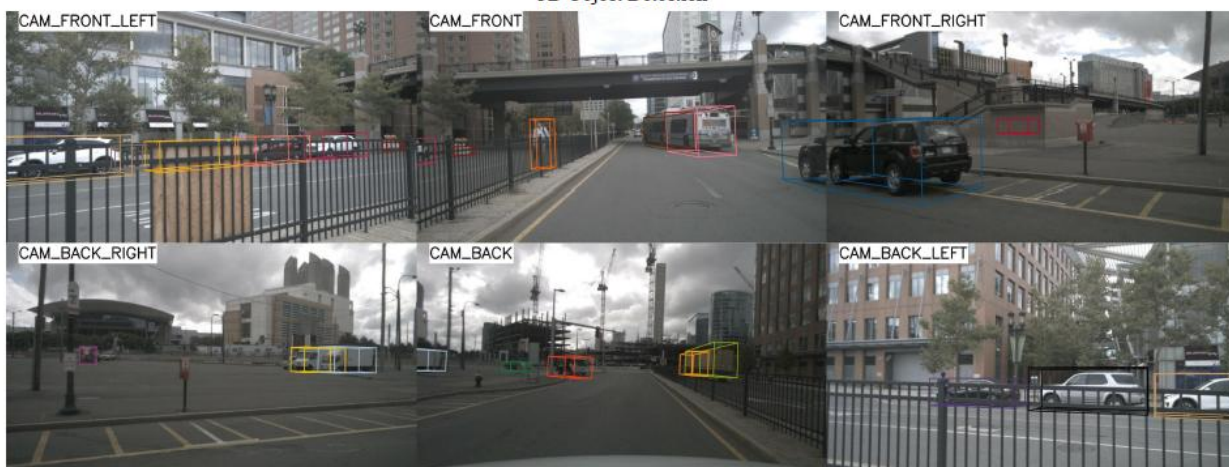 3D Object Detection
CAM_FRONT_LEFT
CAM_FRONT
CAM_FRONT_RIGHT
CAM_BACK_RIGHT
CAM_BACK
CAM_BACK_LEFT